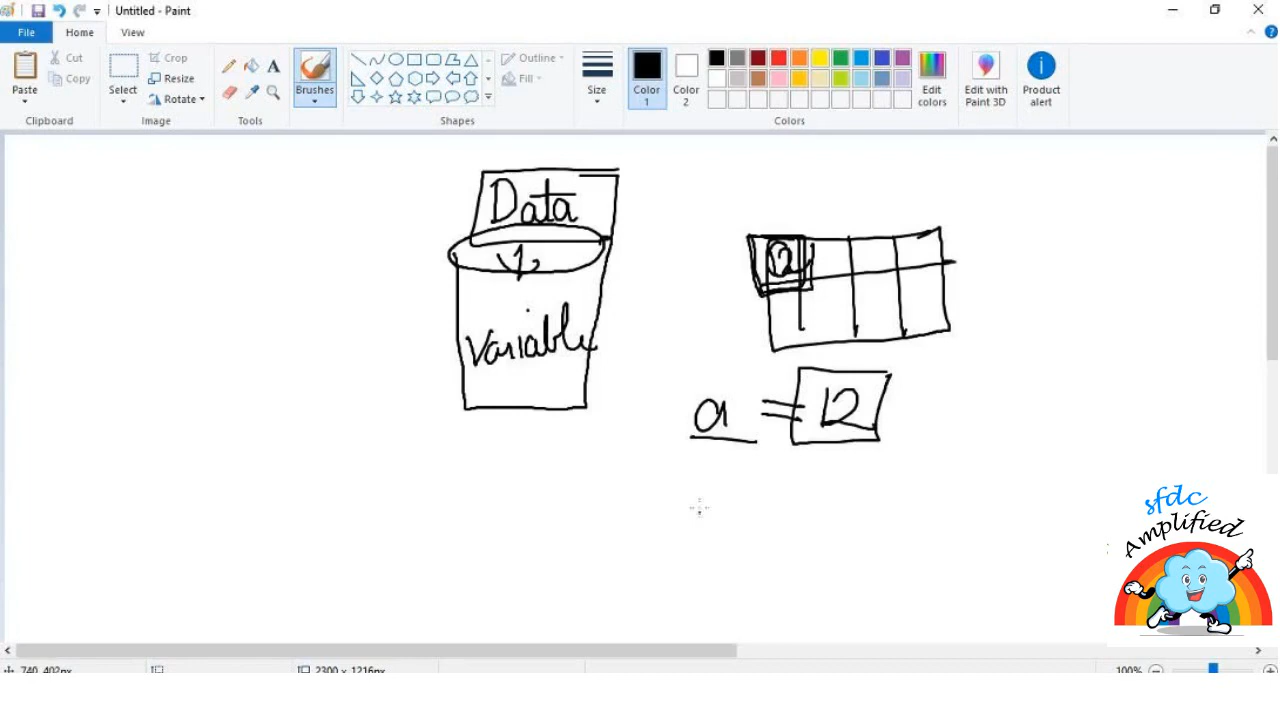 Untitled - Paint
File
Home
View
Paste
Cut
Copy
Clipboard
Select
Crop
Resize
Rotate
Image
Tools
Brushes
Shapes
Outline
Fill
Size
Color 1
Color 2
Colors
Edit colors
Edit with Paint 3D
Product alert
Data
variable
a = 12
sfdc
Amplified
740, 402px
2300 × 1216px
100%